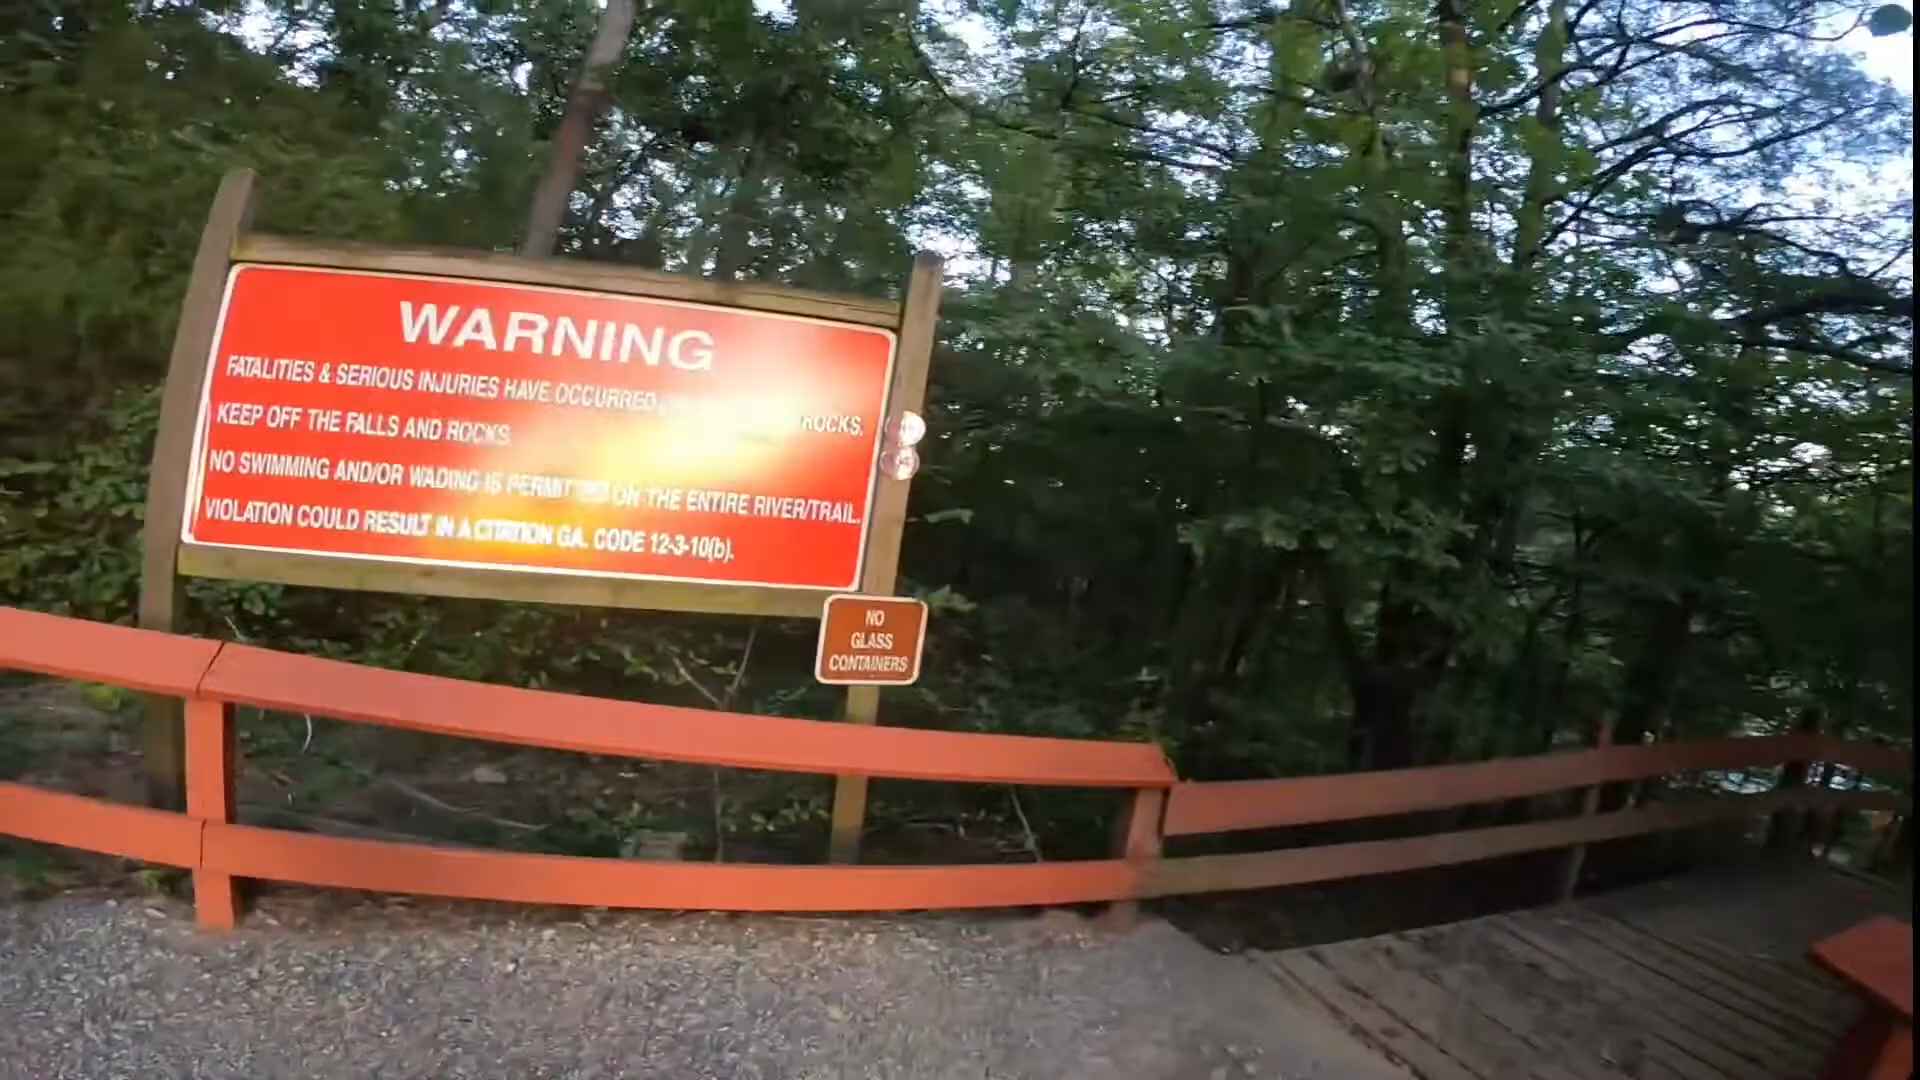 WARNING
FATALITIES & SERIOUS INJURIES HAVE OCCURRED ROCKS.
KEEP OFF THE FALLS AND ROCKS
NO SWIMMING AND/OR WADING IS PERMITTED ON THE ENTIRE RIVER/TRAIL.
VIOLATION COULD RESULT IN A CITATION GA. CODE 12-3-10(b).
NO
GLASS
CONTAINERS